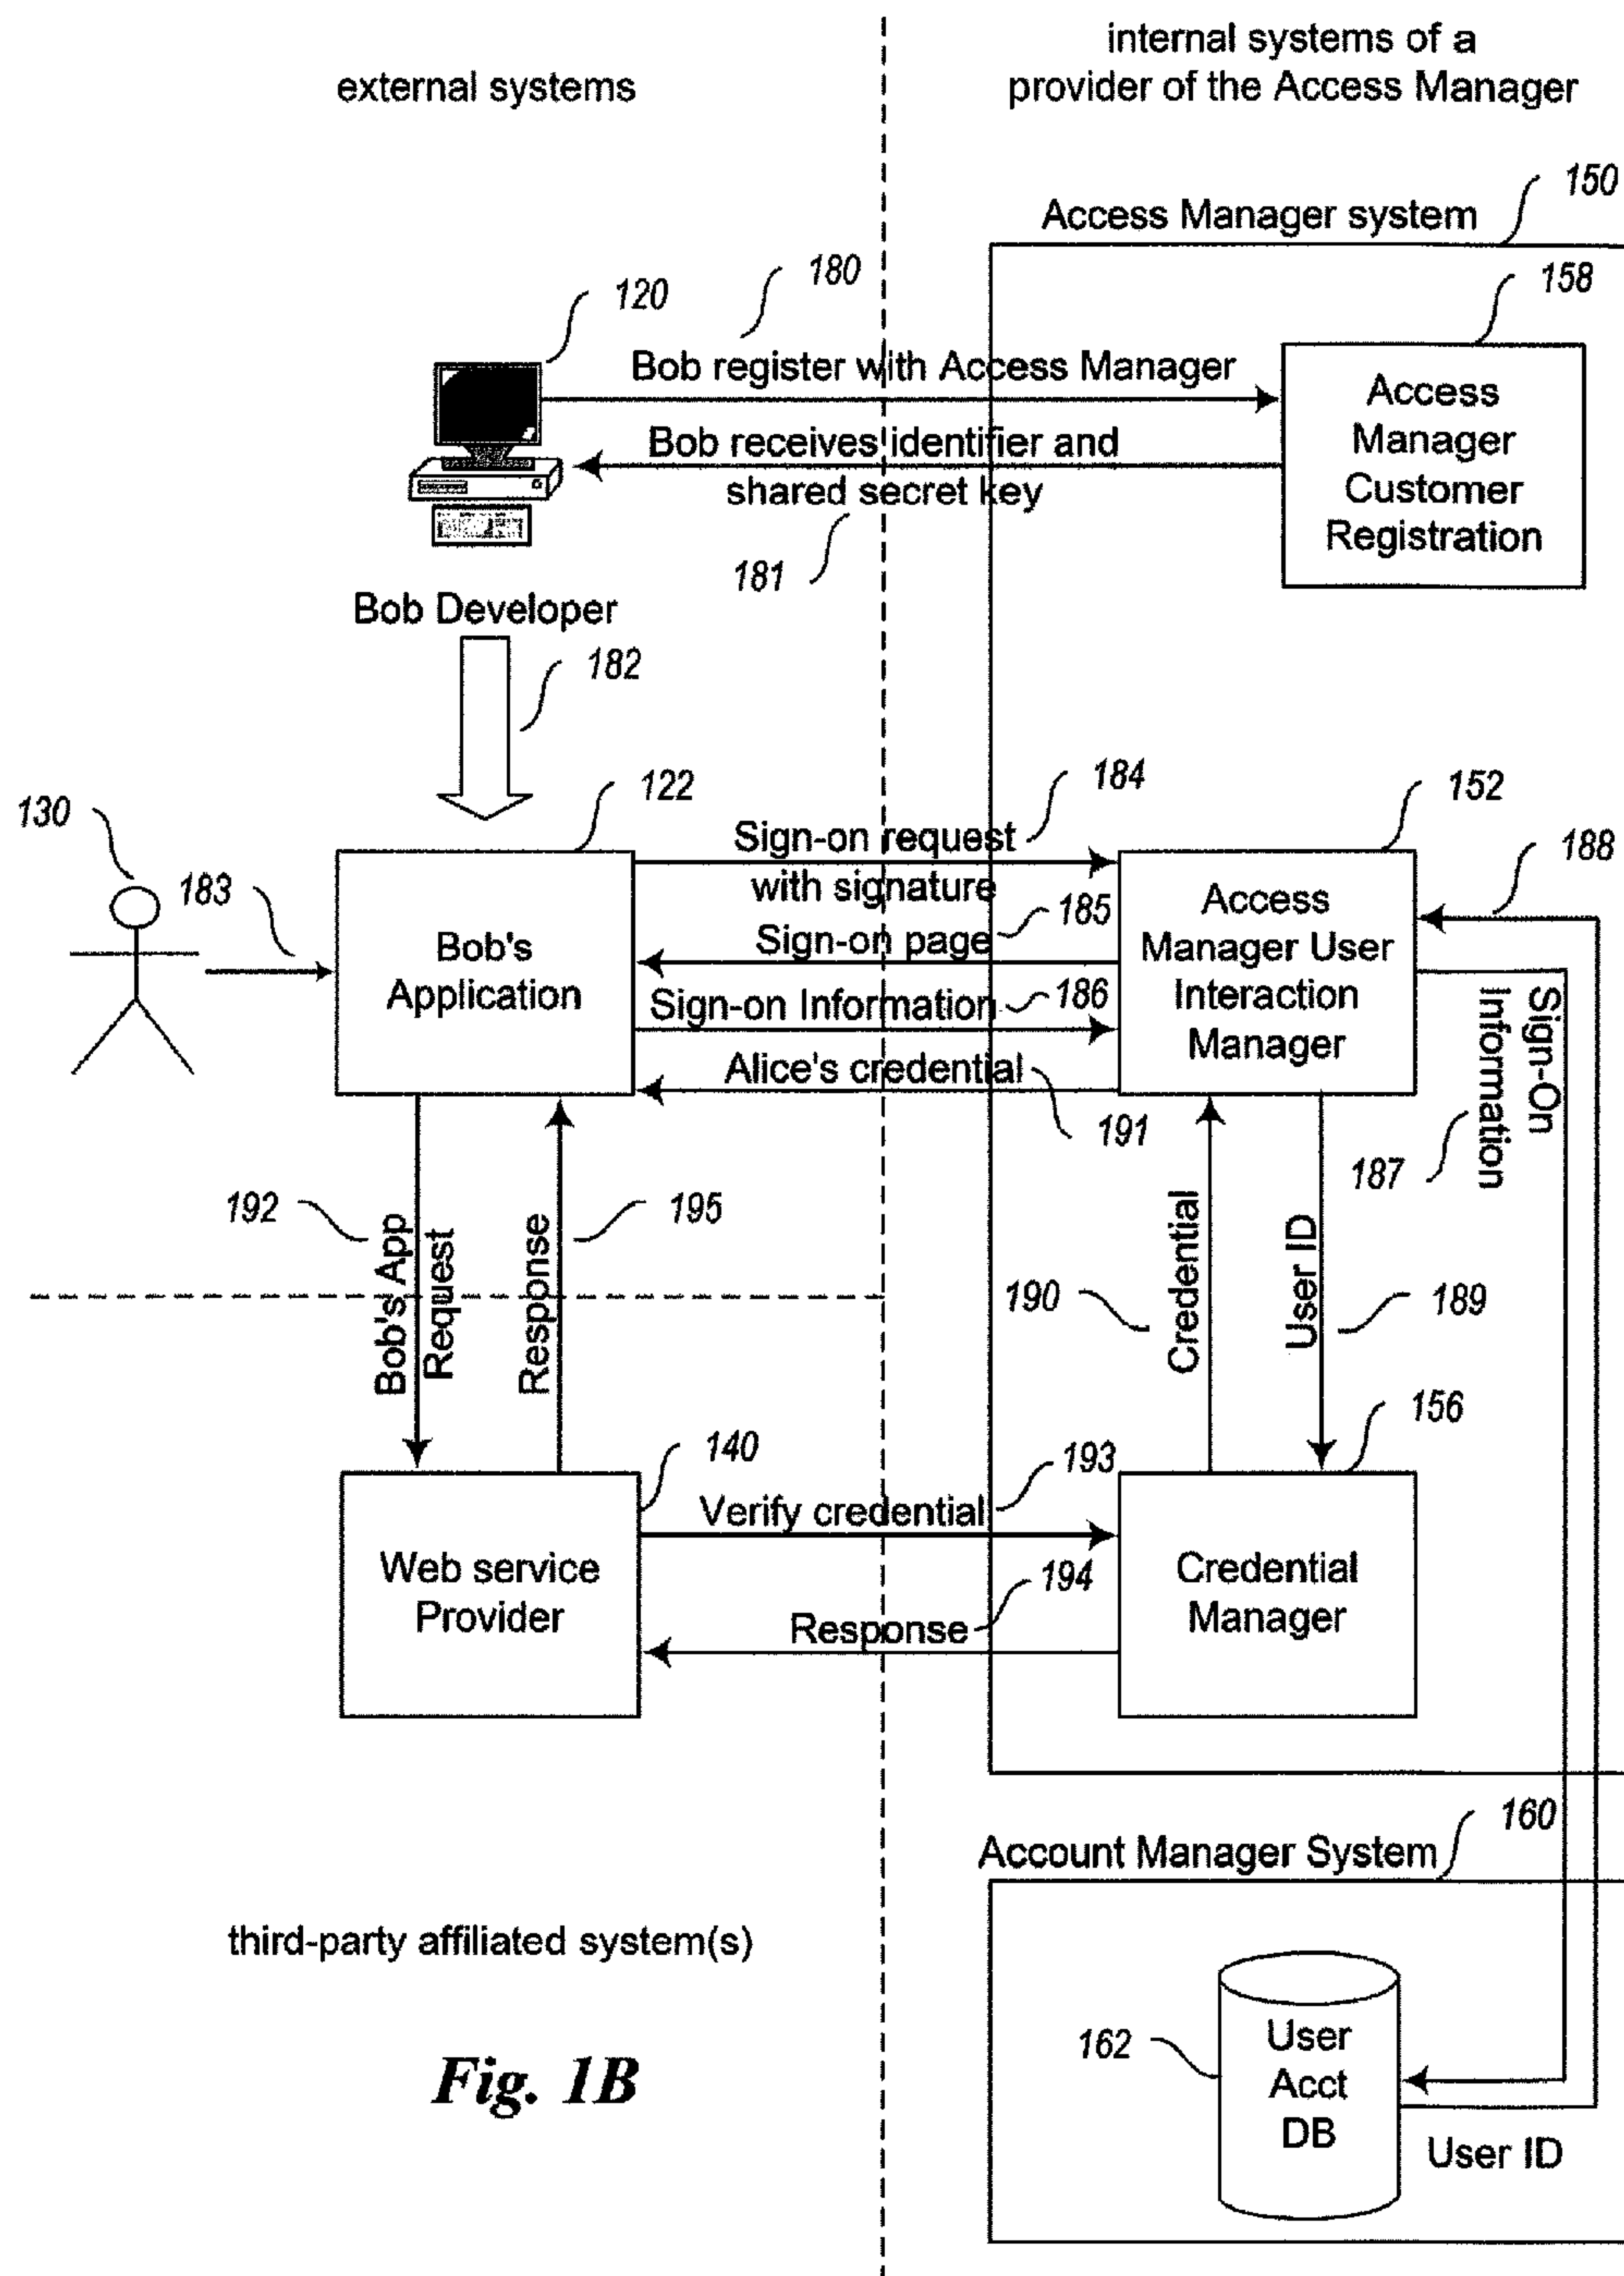 external systems
internal systems of a
provider of the Access Manager
150
Access Manager system
180
120
158
Bob register with Access Manager
Access
Manager
Customer
Registration
Bob receives identifier and
shared secret key
181
Bob Developer
182
184
122
152
130
188
183
Sign-on request
with signature
185
Sign-on page
Bob's
Application
Access
Manager User
Interaction
Manager
Sign-on Information
186
Alice's credential
191
Sign-On
Information
187
192
195
Bob's App
Request
Response
190
Credential
User ID
189
156
140
193
Verify credential
Web service
Provider
Credential
Manager
194
Response
160
Account Manager System
third-party affiliated system(s)
162
User
Acct
DB
User ID
Fig. 1B